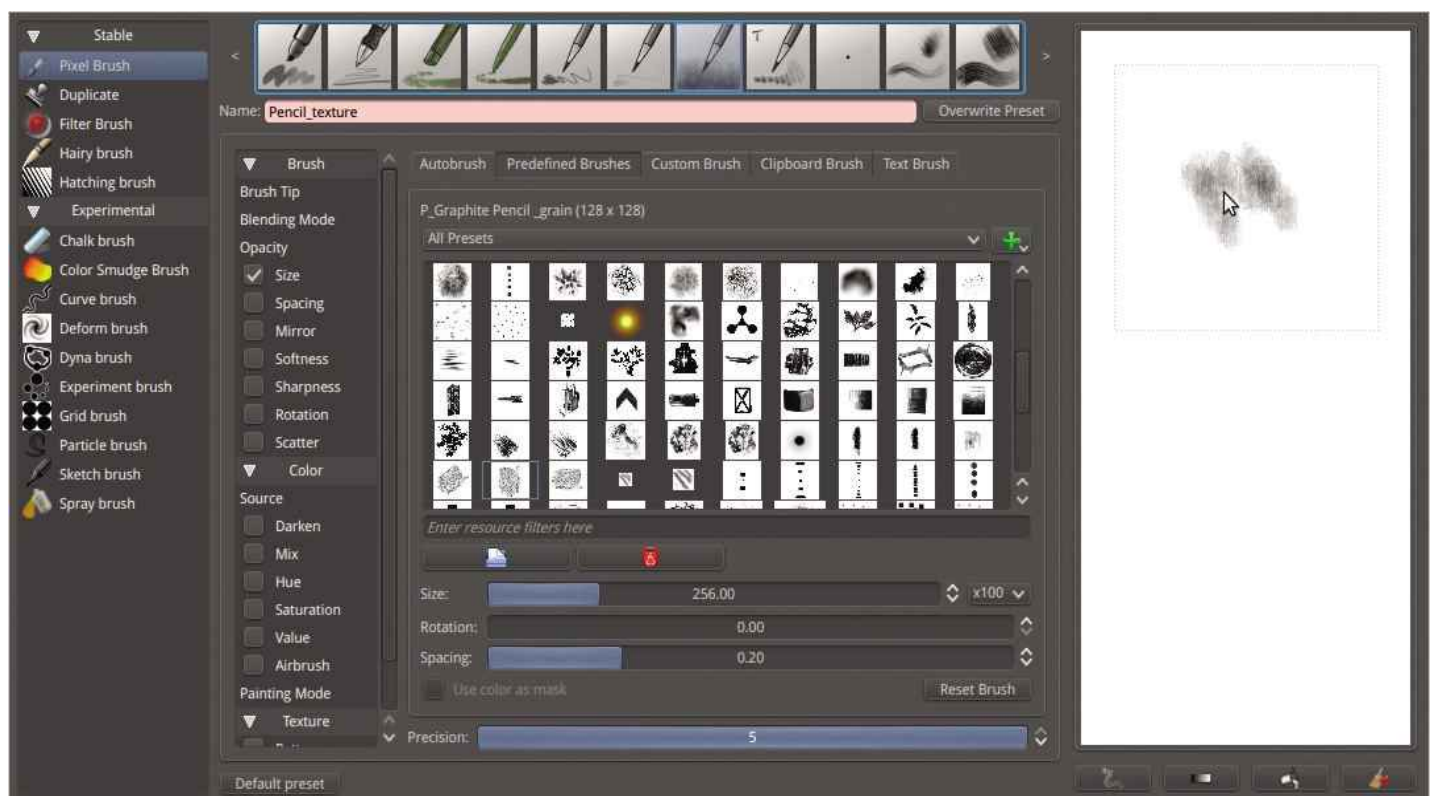 Stable
Pixel Brush
Duplicate
Filter Brush
Hairy brush
Hatching brush
Experimental
Chalk brush
Color Smudge Brush
Curve brush
Deform brush
Dyna brush
Experiment brush
Grid brush
Particle brush
Sketch brush
Spray brush
<
T
>
Name: Pencil_texture
Overwrite Preset
Brush
Brush Tip
Blending Mode
Opacity
Size
Spacing
Mirror
Softness
Sharpness
Rotation
Scatter
Color
Source
Darken
Mix
Hue
Saturation
Value
Airbrush
Painting Mode
Texture
Autobrush Predefined Brushes Custom Brush Clipboard Brush Text Brush
P_Graphite Pencil _grain (128 x 128)
All Presets
Enter resource filters here
Size: 256.00 x100
Rotation: 0.00
Spacing: 0.20
Use color as mask Reset Brush
Precision: 5
Default preset